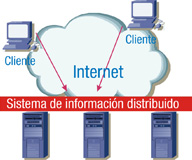 Cliente
Cliente
Internet
Sistema de información distribuido